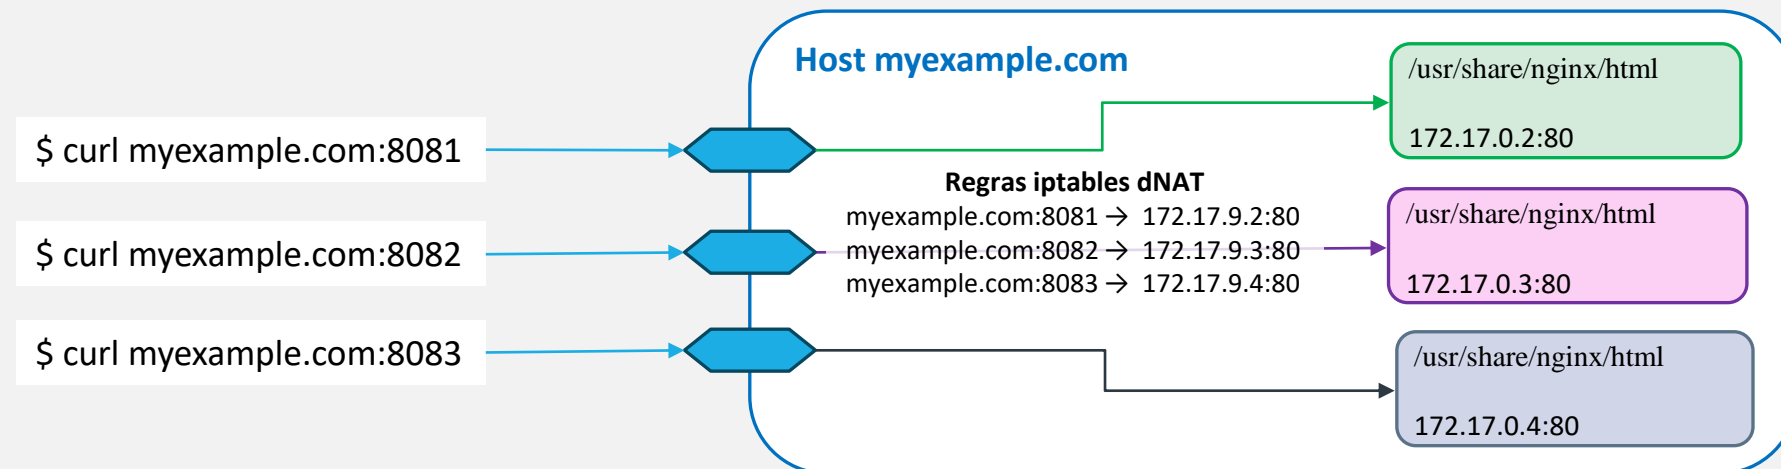 Host myexample.com
$ curl myexample.com:8081
$ curl myexample.com:8082
$ curl myexample.com:8083
Regras iptables dNAT
myexample.com:8081 → 172.17.9.2:80
myexample.com:8082 → 172.17.9.3:80
myexample.com:8083 → 172.17.9.4:80
/usr/share/nginx/html
172.17.0.2:80
/usr/share/nginx/html
172.17.0.3:80
/usr/share/nginx/html
172.17.0.4:80